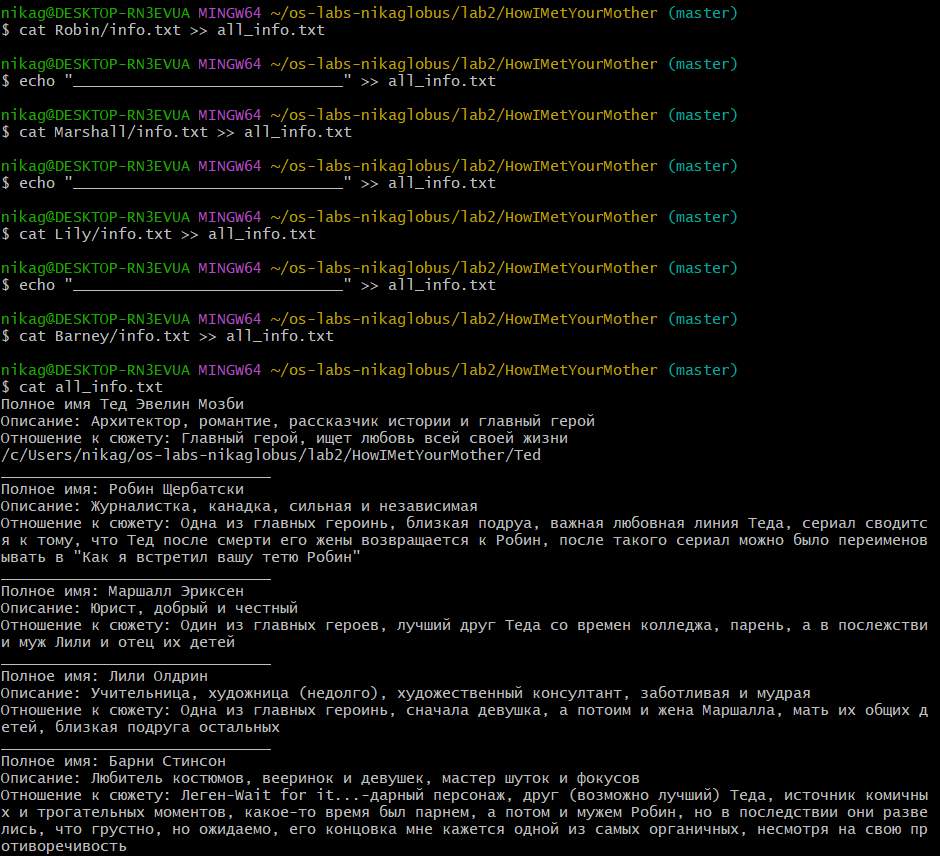 nikag@DESKTOP-RN3EVUA MINGW64 ~/os-labs-nikaglobus/lab2/HowIMetYourMother (master)
$ cat Robin/info.txt >> all_info.txt
nikag@DESKTOP-RN3EVUA MINGW64 ~/os-labs-nikaglobus/lab2/HowIMetYourMother (master)
$ echo "______________________________" >> all_info.txt
nikag@DESKTOP-RN3EVUA MINGW64 ~/os-labs-nikaglobus/lab2/HowIMetYourMother (master)
$ cat Marshall/info.txt >> all_info.txt
nikag@DESKTOP-RN3EVUA MINGW64 ~/os-labs-nikaglobus/lab2/HowIMetYourMother (master)
$ echo "______________________________" >> all_info.txt
nikag@DESKTOP-RN3EVUA MINGW64 ~/os-labs-nikaglobus/lab2/HowIMetYourMother (master)
$ cat Lily/info.txt >> all_info.txt
nikag@DESKTOP-RN3EVUA MINGW64 ~/os-labs-nikaglobus/lab2/HowIMetYourMother (master)
$ echo "______________________________" >> all_info.txt
nikag@DESKTOP-RN3EVUA MINGW64 ~/os-labs-nikaglobus/lab2/HowIMetYourMother (master)
$ cat Barney/info.txt >> all_info.txt
nikag@DESKTOP-RN3EVUA MINGW64 ~/os-labs-nikaglobus/lab2/HowIMetYourMother (master)
$ cat all_info.txt
Полное имя Тед Эвелин Мозби
Описание: Архитектор, романтие, рассказчик истории и главный герой
Отношение к сюжету: Главный герой, ищет любовь всей своей жизни
/c/Users/nikag/os-labs-nikaglobus/lab2/HowIMetYourMother/Ted
______________________________
Полное имя: Робин Щербатски
Описание: Журналистка, канадка, сильная и независимая
Отношение к сюжету: Одна из главных героинь, близкая подруа, важная любовная линия Теда, сериал сводитс
я к тому, что Тед после смерти его жены возвращается к Робин, после такого сериал можно было переименов
ывать в "Как я встретил вашу тетю Робин"
______________________________
Полное имя: Маршалл Эриксен
Описание: Юрист, добрый и честный
Отношение к сюжету: Один из главных героев, лучший друг Теда со времен колледжа, парень, а в послежстви
и муж Лили и отец их детей
______________________________
Полное имя: Лили Олдрин
Описание: Учительница, художница (недолго), художественный консултант, заботливая и мудрая
Отношение к сюжету: Одна из главных героинь, сначала девушка, а потоим и жена Маршалла, мать их общих д
етей, близкая подруга остальных
______________________________
Полное имя: Барни Стинсон
Описание: Любитель костюмов, вееринок и девушек, мастер шуток и фокусов
Отношение к сюжету: Леген-Wait for it...-дарный персонаж, друг (возможно лучший) Теда, источник комичны
х и трогательных моментов, какое-то время был парнем, а потом и мужем Робин, но в последствии они разве
лись, что грустно, но ожидаемо, его концовка мне кажется одной из самых органичных, несмотря на свою пр
отиворечивость